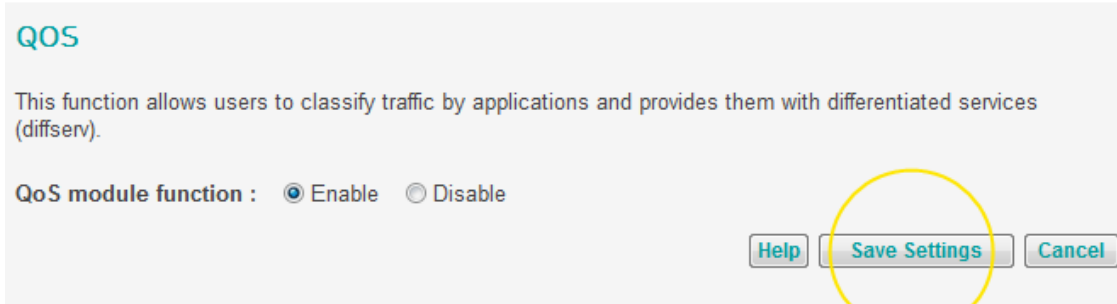 QOS
This function allows users to classify traffic by applications and provides them with differentiated services
(diffserv).
QoS module function : Enable Disable
Help Save Settings Cancel